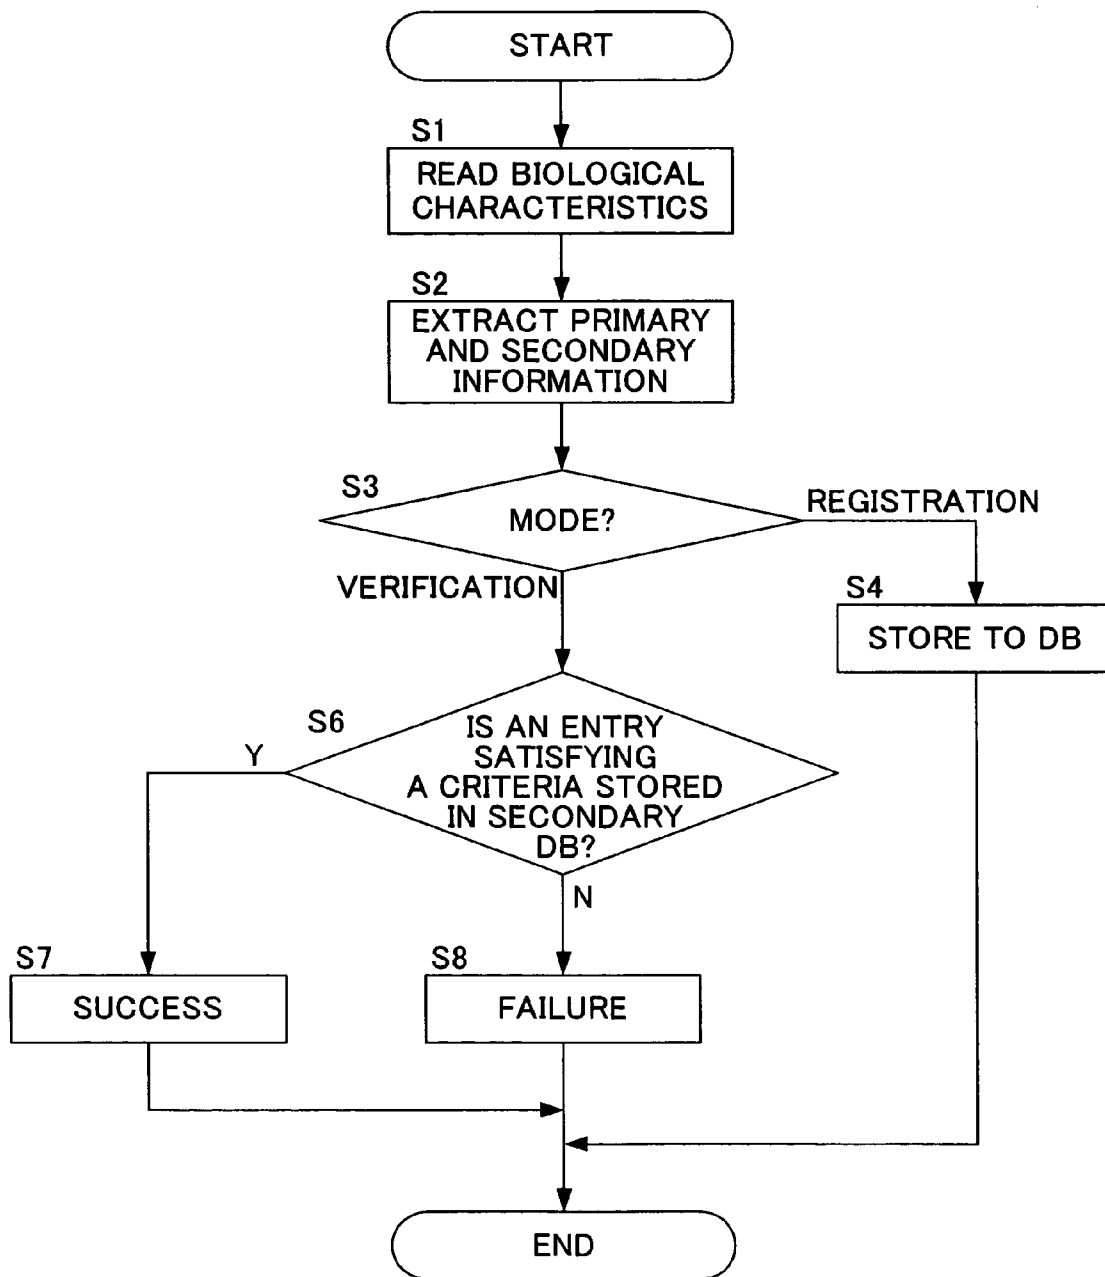 START
S1
READ BIOLOGICAL
CHARACTERISTICS
S2
EXTRACT PRIMARY
AND SECONDARY
INFORMATION
S3
MODE?
REGISTRATION
VERIFICATION
S4
STORE TO DB
S6
IS AN ENTRY
SATISFYING
A CRITERIA STORED
IN SECONDARY
DB?
Y
N
S7
SUCCESS
S8
FAILURE
END